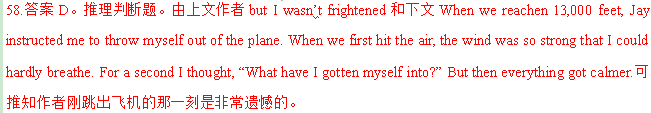 58.答案 D。推理判断题。由上文作者 but I wasn't frightened 和下文 When we reachen 13,000 feet, Jay
instructed me to throw myself out of the plane. When we first hit the air, the wind was so strong that I could
hardly breathe. For a second I thought, “What have I gotten myself into?” But then everything got calmer.可
推知作者刚跳出飞机的那一刻是非常遗憾的。